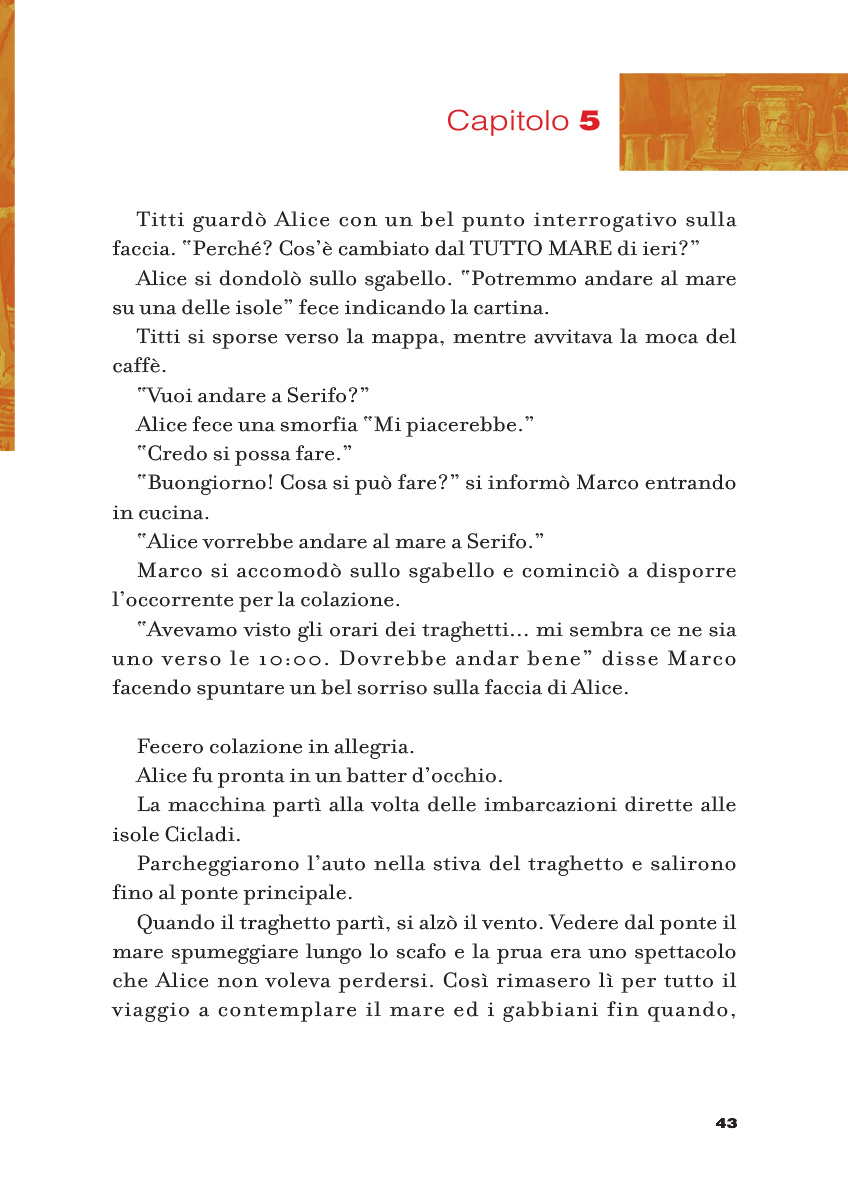 Capitolo 5
Titti guardò Alice con un bel punto interrogativo sulla
faccia. “Perché? Cos’è cambiato dal TUTTO MARE di ieri?”
Alice si dondolò sullo sgabello. “Potremmo andare al mare
su una delle isole” fece indicando la cartina.
Titti si sporse verso la mappa, mentre avvitava la moca del
caffè.
“Vuoi andare a Serifo?”
Alice fece una smorfia “Mi piacerebbe.”
“Credo si possa fare.”
“Buongiorno! Cosa si può fare?” si informò Marco entrando
in cucina.
“Alice vorrebbe andare al mare a Serifo.”
Marco si accomodò sullo sgabello e cominciò a disporre
l’occorrente per la colazione.
“Avevamo visto gli orari dei traghetti... mi sembra ce ne sia
uno verso le 10:00. Dovrebbe andar bene” disse Marco
facendo spuntare un bel sorriso sulla faccia di Alice.
Fecero colazione in allegria.
Alice fu pronta in un batter d’occhio.
La macchina partì alla volta delle imbarcazioni dirette alle
isole Cicladi.
Parcheggiarono l’auto nella stiva del traghetto e salirono
fino al ponte principale.
Quando il traghetto partì, si alzò il vento. Vedere dal ponte il
mare spumeggiare lungo lo scafo e la prua era uno spettacolo
che Alice non voleva perdersi. Così rimasero lì per tutto il
viaggio a contemplare il mare ed i gabbiani fin quando,
43